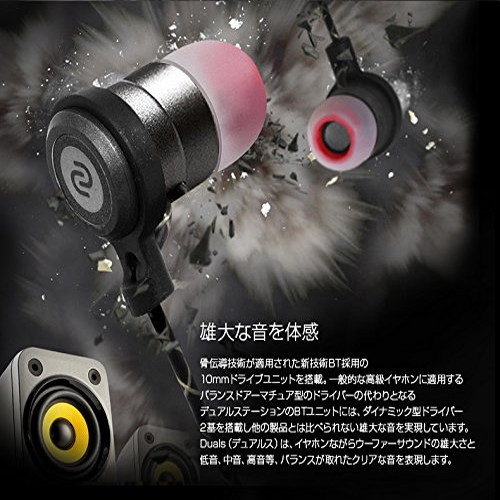 雄大な音を体感
骨伝導技術が適用された新技術BT採用の
10mmドライブユニットを搭載。一般的な高級イヤホンに適用する
バランスドアーマチュア型のドライバーの代わりとなる
デュアルステーションのBTユニットには、ダイナミック型ドライバー
2基を搭載し他の製品とは比べられない雄大な音を実現しています。
Duals（デュアルス）は、イヤホンながらウーファーサウンドの雄大さと
低音、中音、高音等、バランスが取れたクリアな音を表現します。